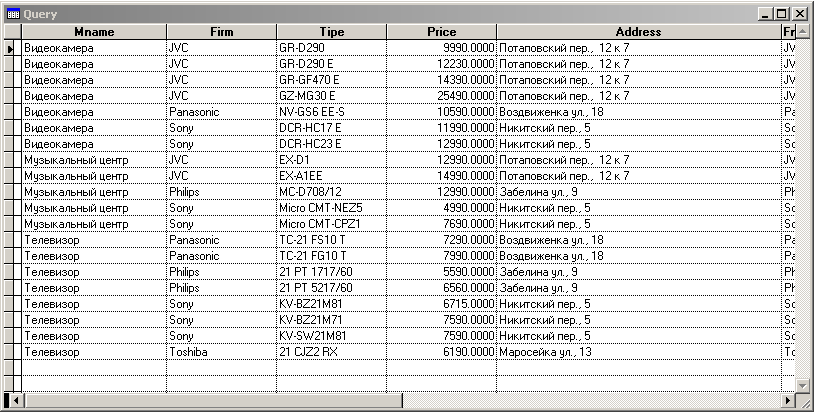 Query
Mname Firm Tipe Price Address Fr
Видеокамера JVC GR-D290 9990.0000 Потаповский пер., 12 к 7 JV
Видеокамера JVC GR-D290 E 12230.0000 Потаповский пер., 12 к 7 JV
Видеокамера JVC GR-GF470 E 14390.0000 Потаповский пер., 12 к 7 JV
Видеокамера JVC GZ-MG30 E 25490.0000 Потаповский пер., 12 к 7 JV
Видеокамера Panasonic NV-GS6 EE-S 10590.0000 Воздвиженка ул., 18 Pa
Видеокамера Sony DCR-HC17 E 11990.0000 Никитский пер., 5 So
Видеокамера Sony DCR-HC23 E 12990.0000 Никитский пер., 5 So
Музыкальный центр JVC EX-D1 12990.0000 Потаповский пер., 12 к 7 JV
Музыкальный центр JVC EX-A1EE 14990.0000 Потаповский пер., 12 к 7 JV
Музыкальный центр Philips MC-D708/12 12990.0000 Забелина ул., 9 Ph
Музыкальный центр Sony Micro CMT-NEZ5 4990.0000 Никитский пер., 5 So
Музыкальный центр Sony Micro CMT-CPZ1 7690.0000 Никитский пер., 5 So
Телевизор Panasonic TC-21 FS10 T 7290.0000 Воздвиженка ул., 18 Pa
Телевизор Panasonic TC-21 FG10 T 7990.0000 Воздвиженка ул., 18 Pa
Телевизор Philips 21 PT 1717/60 5590.0000 Забелина ул., 9 Ph
Телевизор Philips 21 PT 5217/60 6560.0000 Забелина ул., 9 Ph
Телевизор Sony KV-BZ21M81 6715.0000 Никитский пер., 5 So
Телевизор Sony KV-BZ21M71 7590.0000 Никитский пер., 5 So
Телевизор Sony KV-SW21M81 7590.0000 Никитский пер., 5 So
Телевизор Toshiba 21 CJZ2 RX 6190.0000 Маросейка ул., 13 To